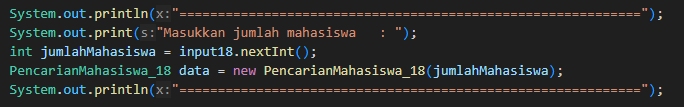 System.out.println(x:"============================================================");
System.out.print(s:"Masukkan jumlah mahasiswa   : ");
int jumlahMahasiswa = input18.nextInt();
PencarianMahasiswa_18 data = new PencarianMahasiswa_18(jumlahMahasiswa);
System.out.println(x:"============================================================");